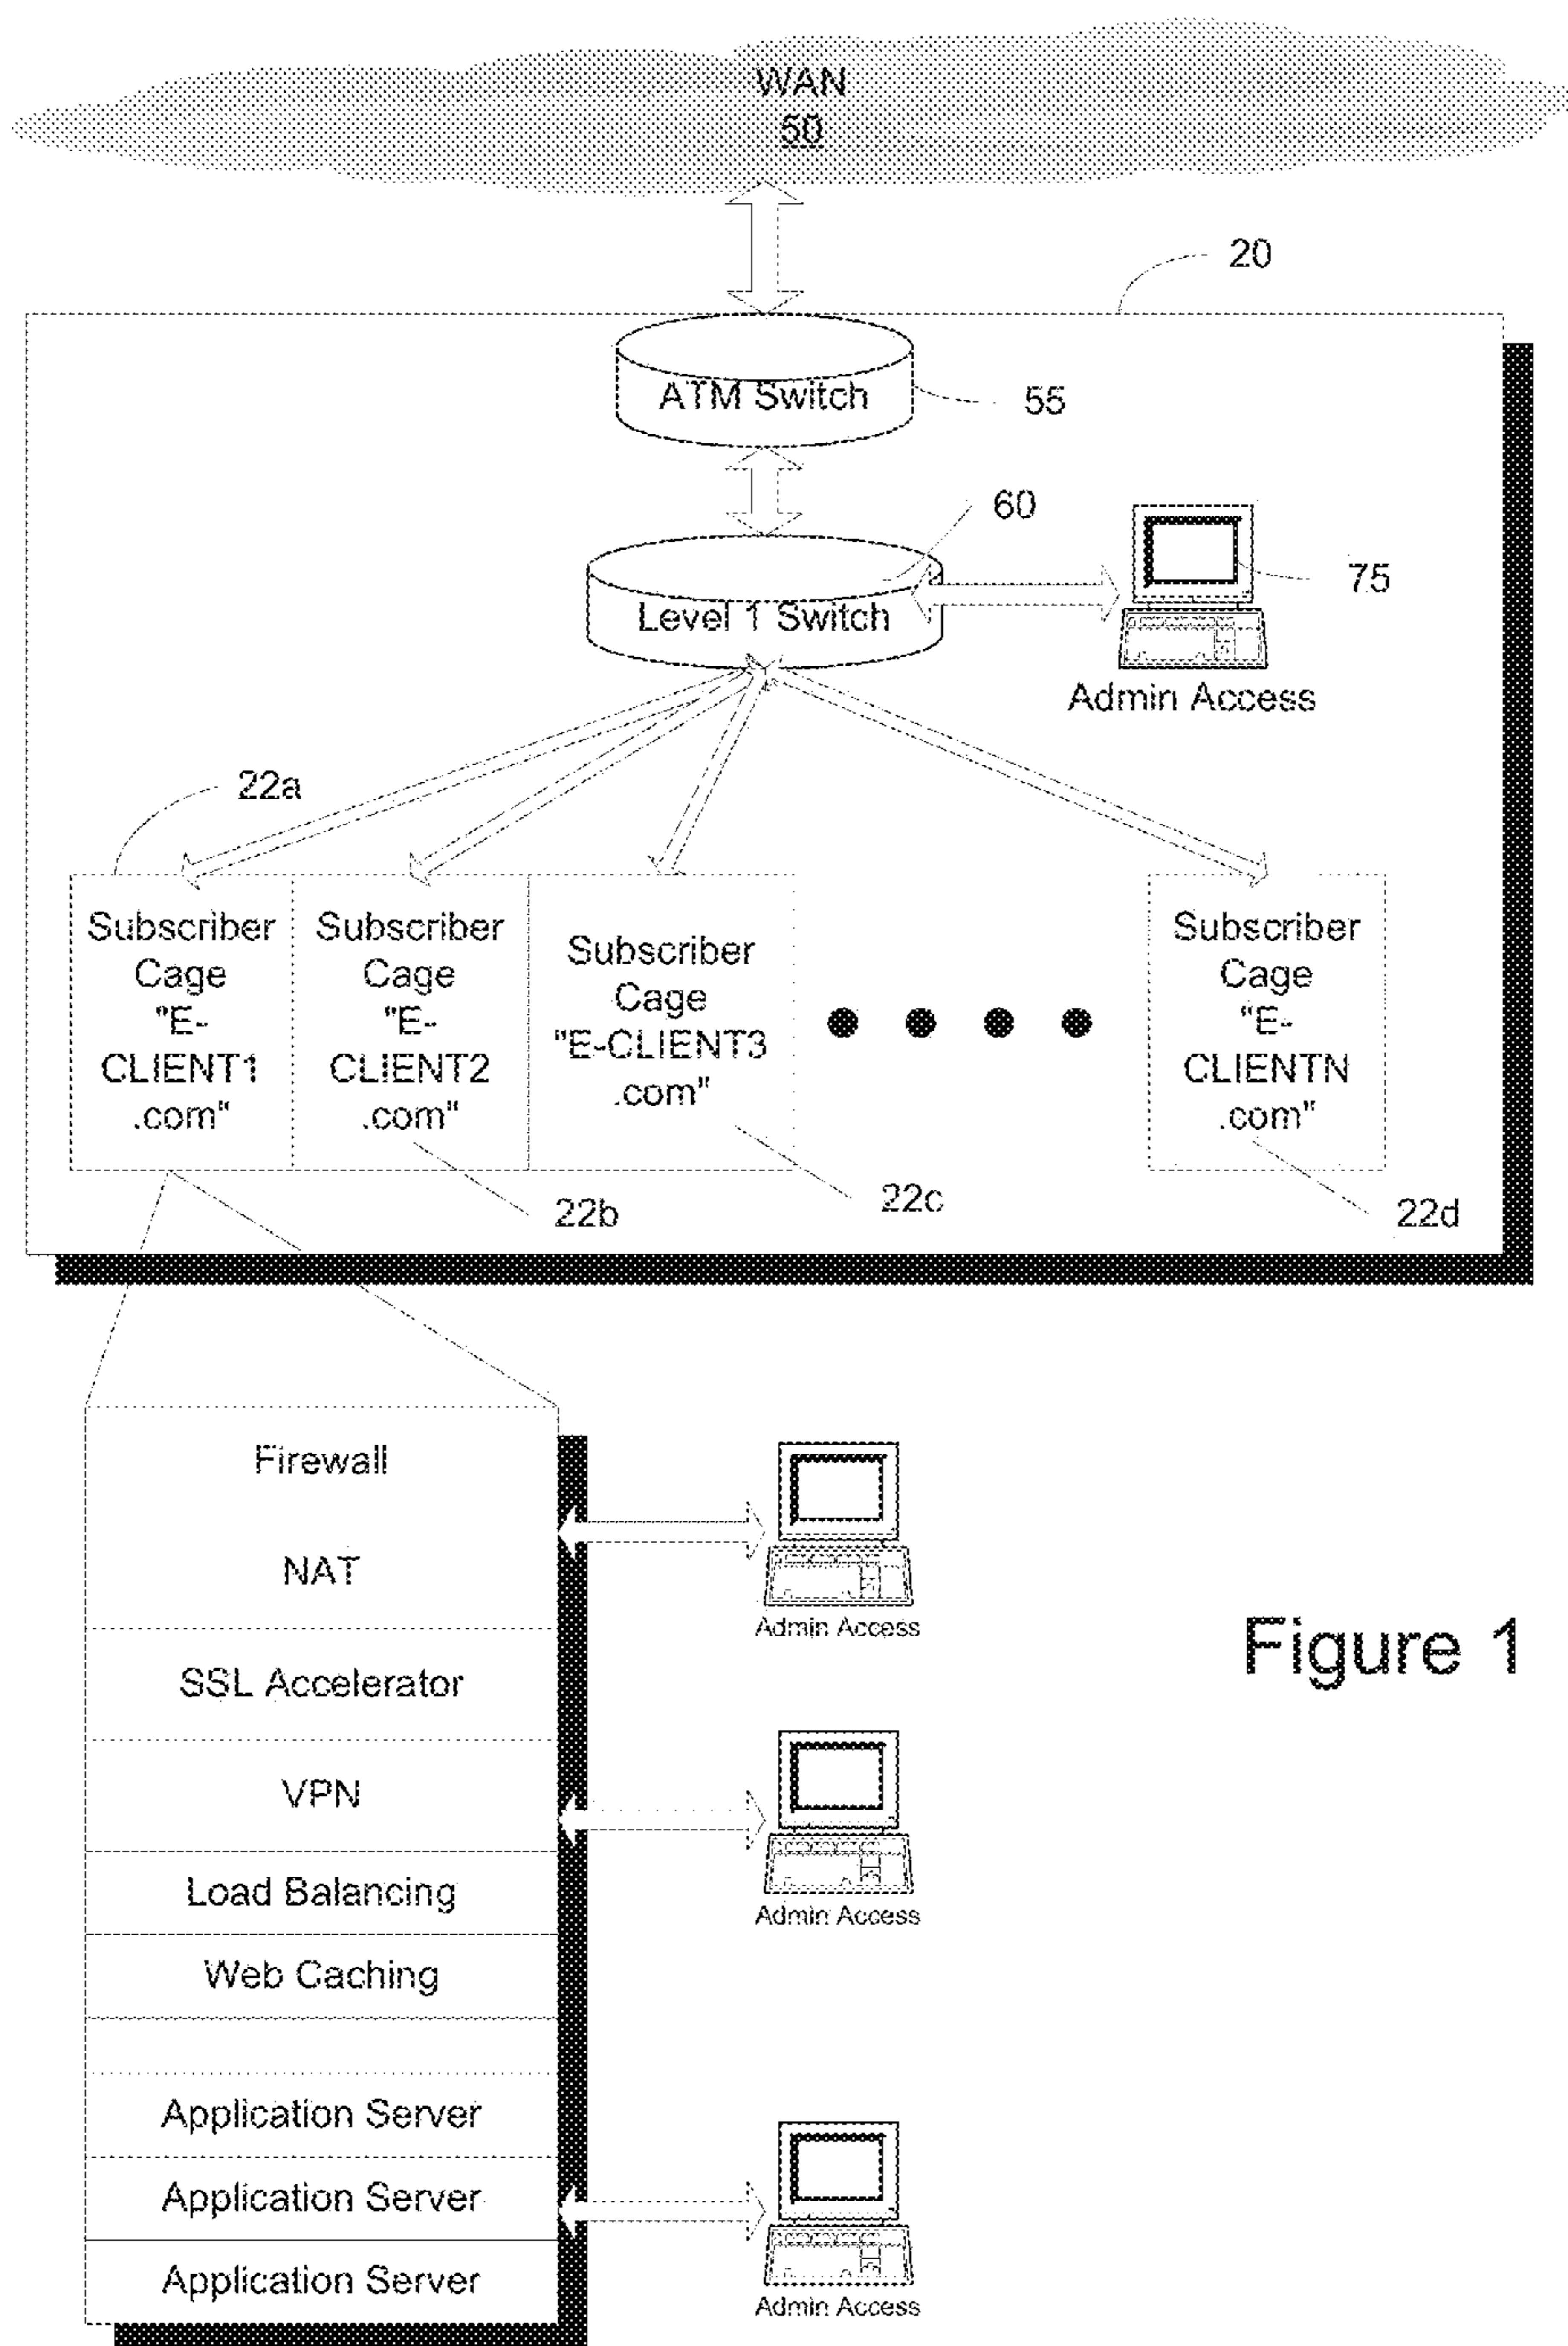 WAN
50
20
ATM Switch
55
60
Level 1 Switch
75
Admin Access
22a
Subscriber
Cage
"E-
CLIENT1
.com"
Subscriber
Cage
"E-
CLIENT2
.com"
Subscriber
Cage
"E-CLIENT3
.com"
Subscriber
Cage
"E-
CLIENTN
.com"
22b
22c
22d
Firewall
NAT
Admin Access
SSL Accelerator
VPN
Load Balancing
Admin Access
Web Caching
Application Server
Application Server
Application Server
Admin Access
Figure 1